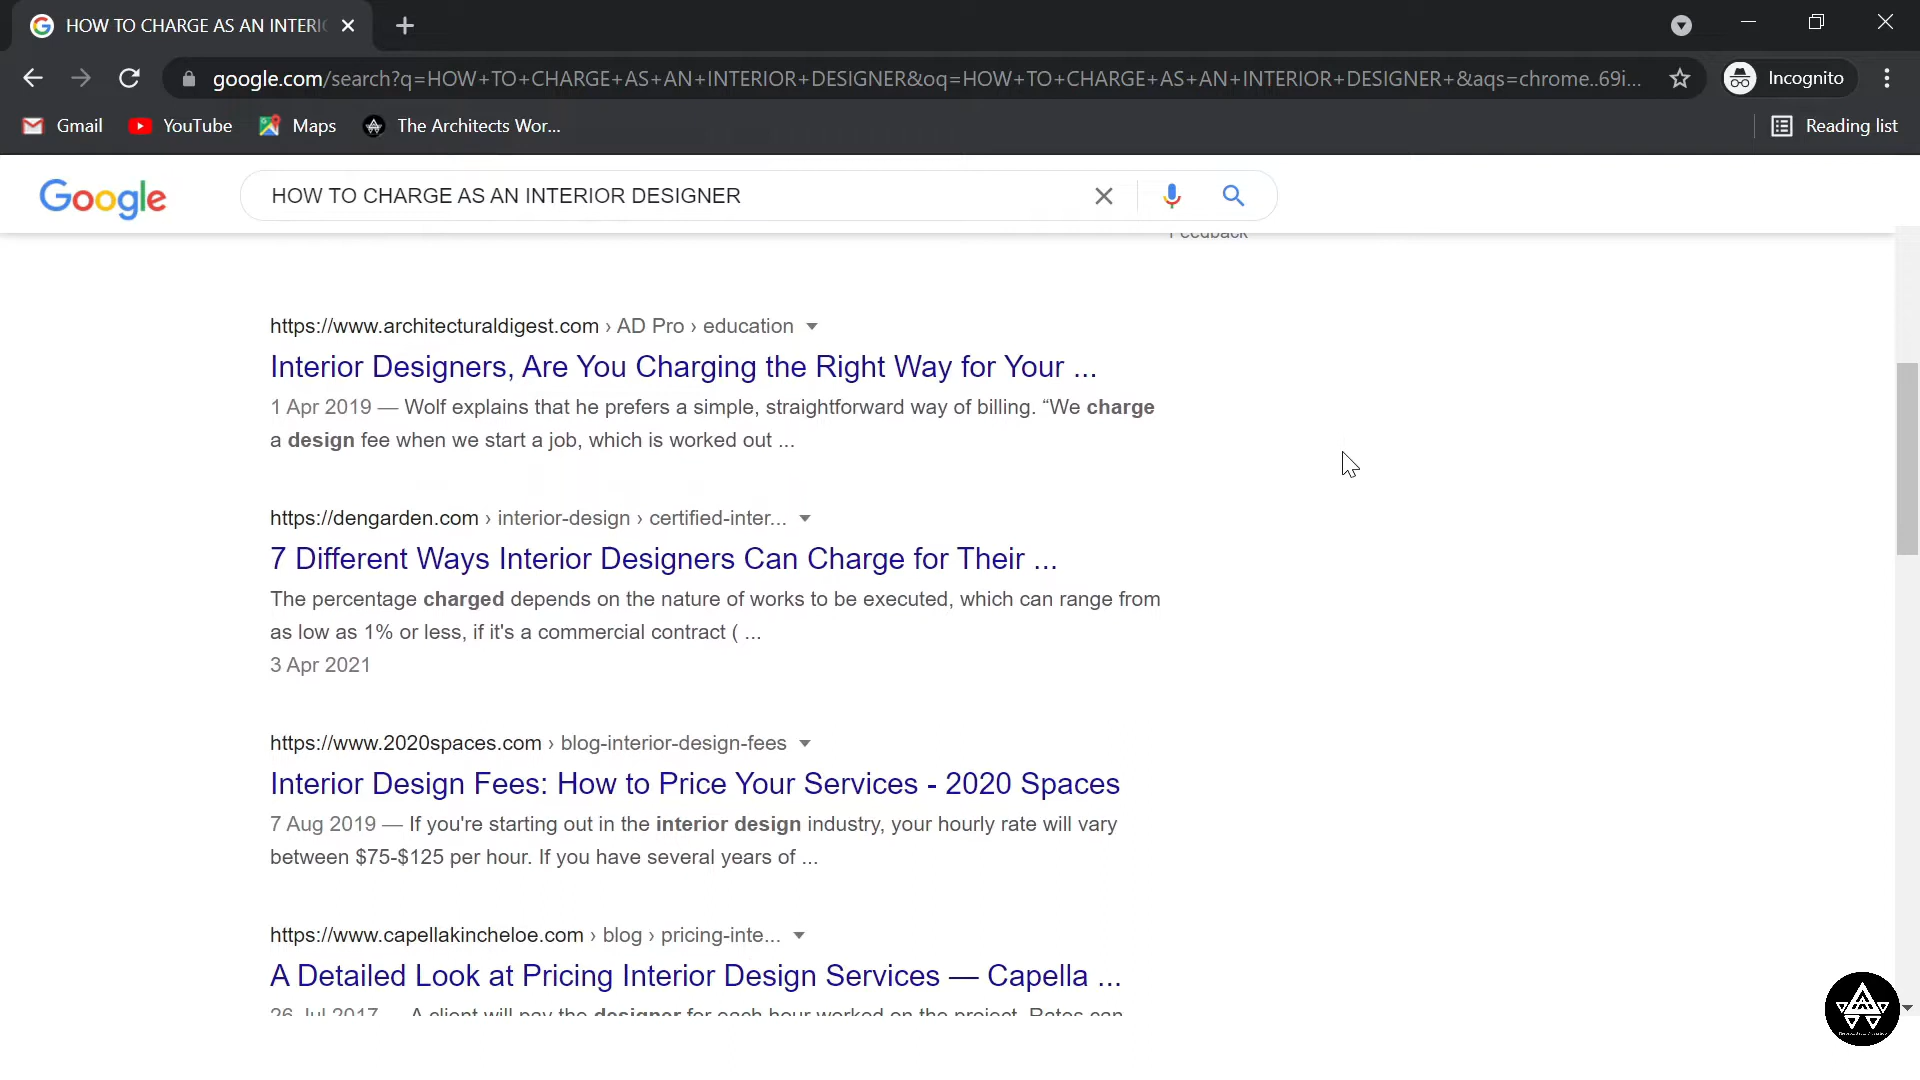 HOW TO CHARGE AS AN INTERI
google.com/search?q=HOW+TO+CHARGE+AS+AN+INTERIOR+DESIGNER&oq=HOW+TO+CHARGE+AS+AN+INTERIOR+DESIGNER+&aqs=chrome..69i...
Incognito
Gmail YouTube Maps The Architects Wor...
Reading list
Google
HOW TO CHARGE AS AN INTERIOR DESIGNER
Feedback
https://www.architecturaldigest.com › AD Pro › education
Interior Designers, Are You Charging the Right Way for Your ...
1 Apr 2019 — Wolf explains that he prefers a simple, straightforward way of billing. “We charge
a design fee when we start a job, which is worked out ...
https://dengarden.com › interior-design › certified-inter...
7 Different Ways Interior Designers Can Charge for Their ...
The percentage charged depends on the nature of works to be executed, which can range from
as low as 1% or less, if it's a commercial contract ( ...
3 Apr 2021
https://www.2020spaces.com › blog-interior-design-fees
Interior Design Fees: How to Price Your Services - 2020 Spaces
7 Aug 2019 — If you're starting out in the interior design industry, your hourly rate will vary
between $75-$125 per hour. If you have several years of ...
https://www.capellakincheloe.com › blog › pricing-inte...
A Detailed Look at Pricing Interior Design Services — Capella ...
26 Jul 2017 — A client will pay the designer for each hour worked on the project. Rates can